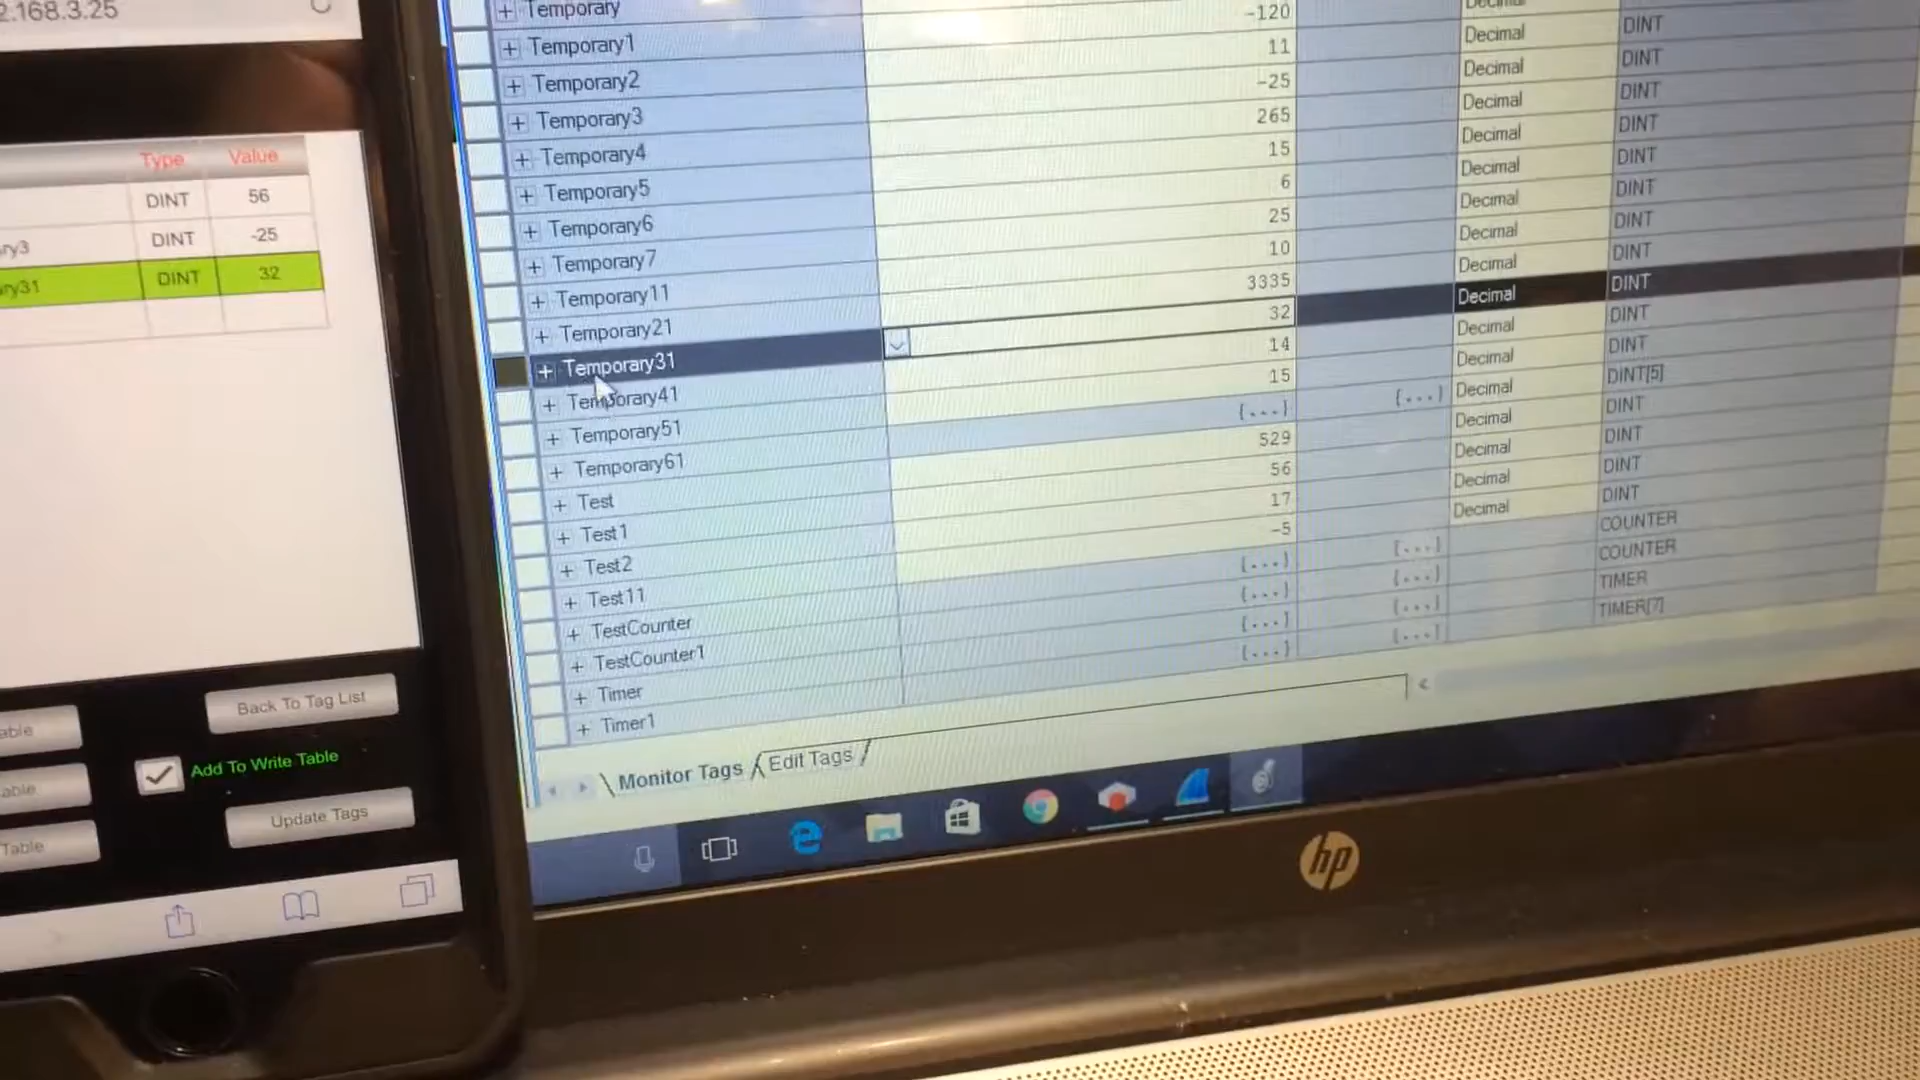 2.168.3.25
Type Value
DINT 56
ry3 DINT -25
ry31 DINT 32
Back To Tag List
able
Add To Write Table
able
Update Tags
Table
Temporary -120 Decimal DINT
Temporary1 11 Decimal DINT
Temporary2 -25 Decimal DINT
Temporary3 265 Decimal DINT
Temporary4 15 Decimal DINT
Temporary5 6 Decimal DINT
Temporary6 25 Decimal DINT
Temporary7 10 Decimal DINT
Temporary11 3335 Decimal DINT
Temporary21 32 Decimal DINT
Temporary31 14 Decimal DINT
Temporary41 15 Decimal DINT[5]
Temporary51 {...} {...} Decimal DINT
Temporary61 529 Decimal DINT
Test 56 Decimal DINT
Test1 17 Decimal DINT
Test2 -5 COUNTER
Test11 {...} {...} COUNTER
TestCounter {...} {...} TIMER
TestCounter1 {...} {...} TIMER[7]
Timer {...} {...}
Timer1
Monitor Tags Edit Tags
hp